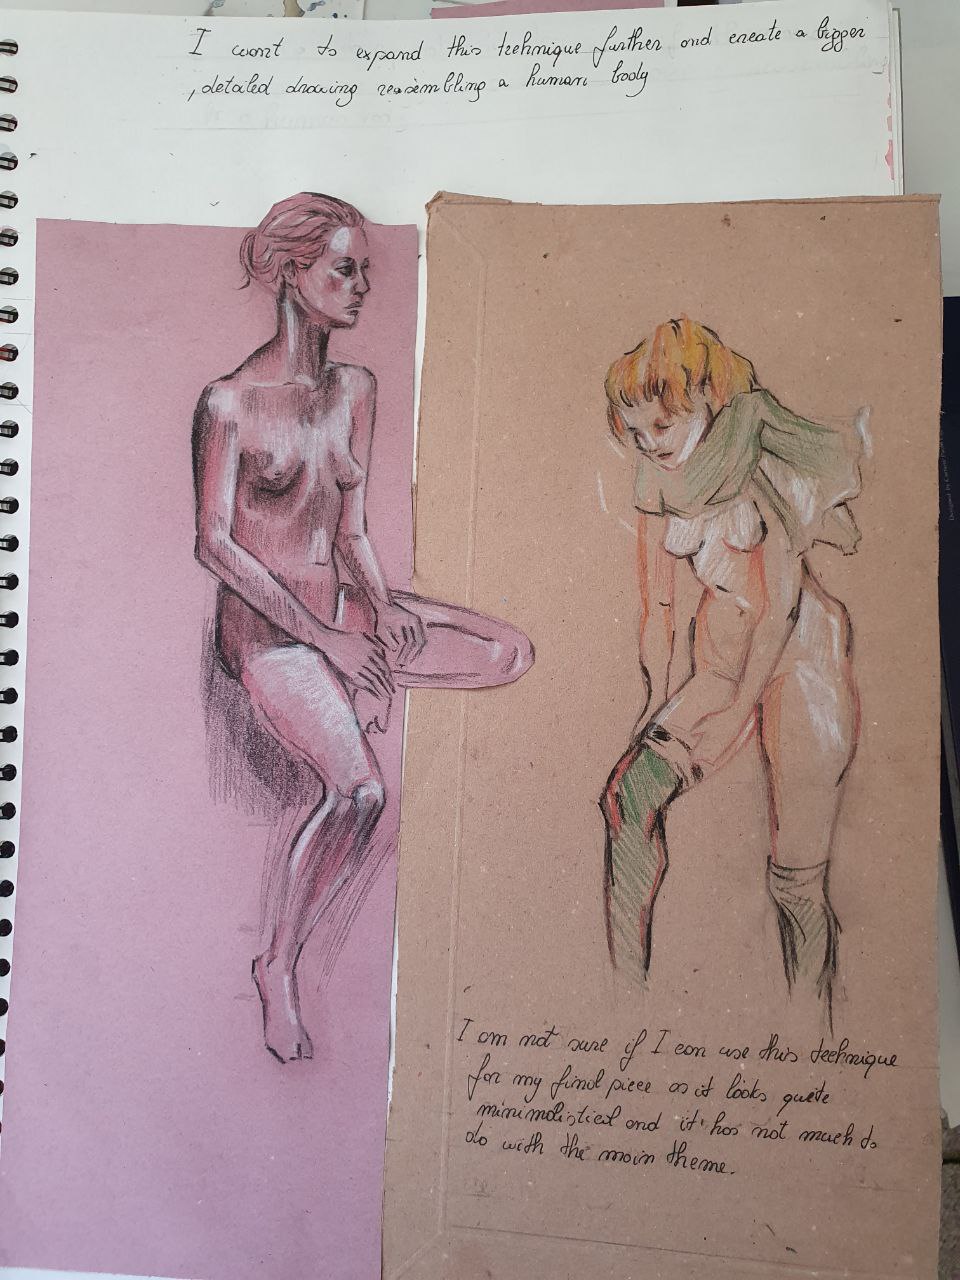 I want to expand this technique further and create a bigger
, detailed drawing resembling a human body
I am not sure if I can use this technique
for my final piece as it looks quite
minimalistical and it' has not much to
do with the main theme.